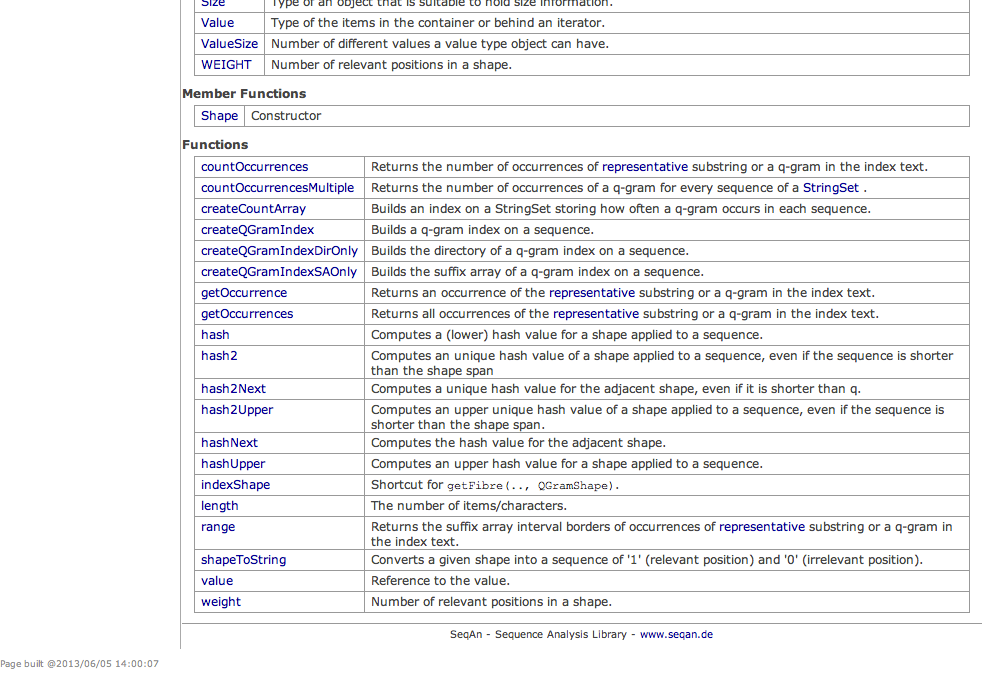 Size Type of an object that is suitable to hold size information.
Value Type of the items in the container or behind an iterator.
ValueSize Number of different values a value type object can have.
WEIGHT Number of relevant positions in a shape.
Member Functions
Shape Constructor
Functions
countOccurrences Returns the number of occurrences of representative substring or a q-gram in the index text.
countOccurrencesMultiple Returns the number of occurrences of a q-gram for every sequence of a StringSet .
createCountArray Builds an index on a StringSet storing how often a q-gram occurs in each sequence.
createQGramIndex Builds a q-gram index on a sequence.
createQGramIndexDirOnly Builds the directory of a q-gram index on a sequence.
createQGramIndexSAOnly Builds the suffix array of a q-gram index on a sequence.
getOccurrence Returns an occurrence of the representative substring or a q-gram in the index text.
getOccurrences Returns all occurrences of the representative substring or a q-gram in the index text.
hash Computes a (lower) hash value for a shape applied to a sequence.
hash2 Computes an unique hash value of a shape applied to a sequence, even if the sequence is shorter
than the shape span
hash2Next Computes a unique hash value for the adjacent shape, even if it is shorter than q.
hash2Upper Computes an upper unique hash value of a shape applied to a sequence, even if the sequence is
shorter than the shape span.
hashNext Computes the hash value for the adjacent shape.
hashUpper Computes an upper hash value for a shape applied to a sequence.
indexShape Shortcut for getFibre(.., QGramShape).
length The number of items/characters.
range Returns the suffix array interval borders of occurrences of representative substring or a q-gram in
the index text.
shapeToString Converts a given shape into a sequence of '1' (relevant position) and '0' (irrelevant position).
value Reference to the value.
weight Number of relevant positions in a shape.
SeqAn - Sequence Analysis Library - www.seqan.de
Page built @2013/06/05 14:00:07